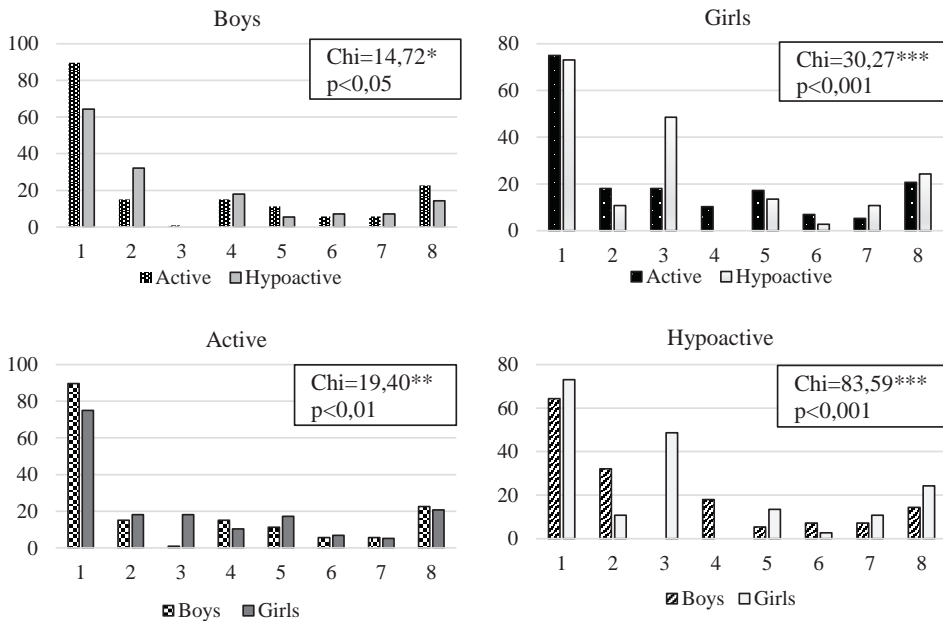 Boys
100
80
60
40
20
0
Chi=14,72*
p<0,05
1 2 3 4 5 6 7 8
Active Hypoactive
Girls
80
60
40
20
0
Chi=30,27***
p<0,001
1 2 3 4 5 6 7 8
Active Hypoactive
Active
100
80
60
40
20
0
Chi=19,40**
p<0,01
1 2 3 4 5 6 7 8
Boys Girls
Hypoactive
80
60
40
20
0
Chi=83,59***
p<0,001
1 2 3 4 5 6 7 8
Boys Girls